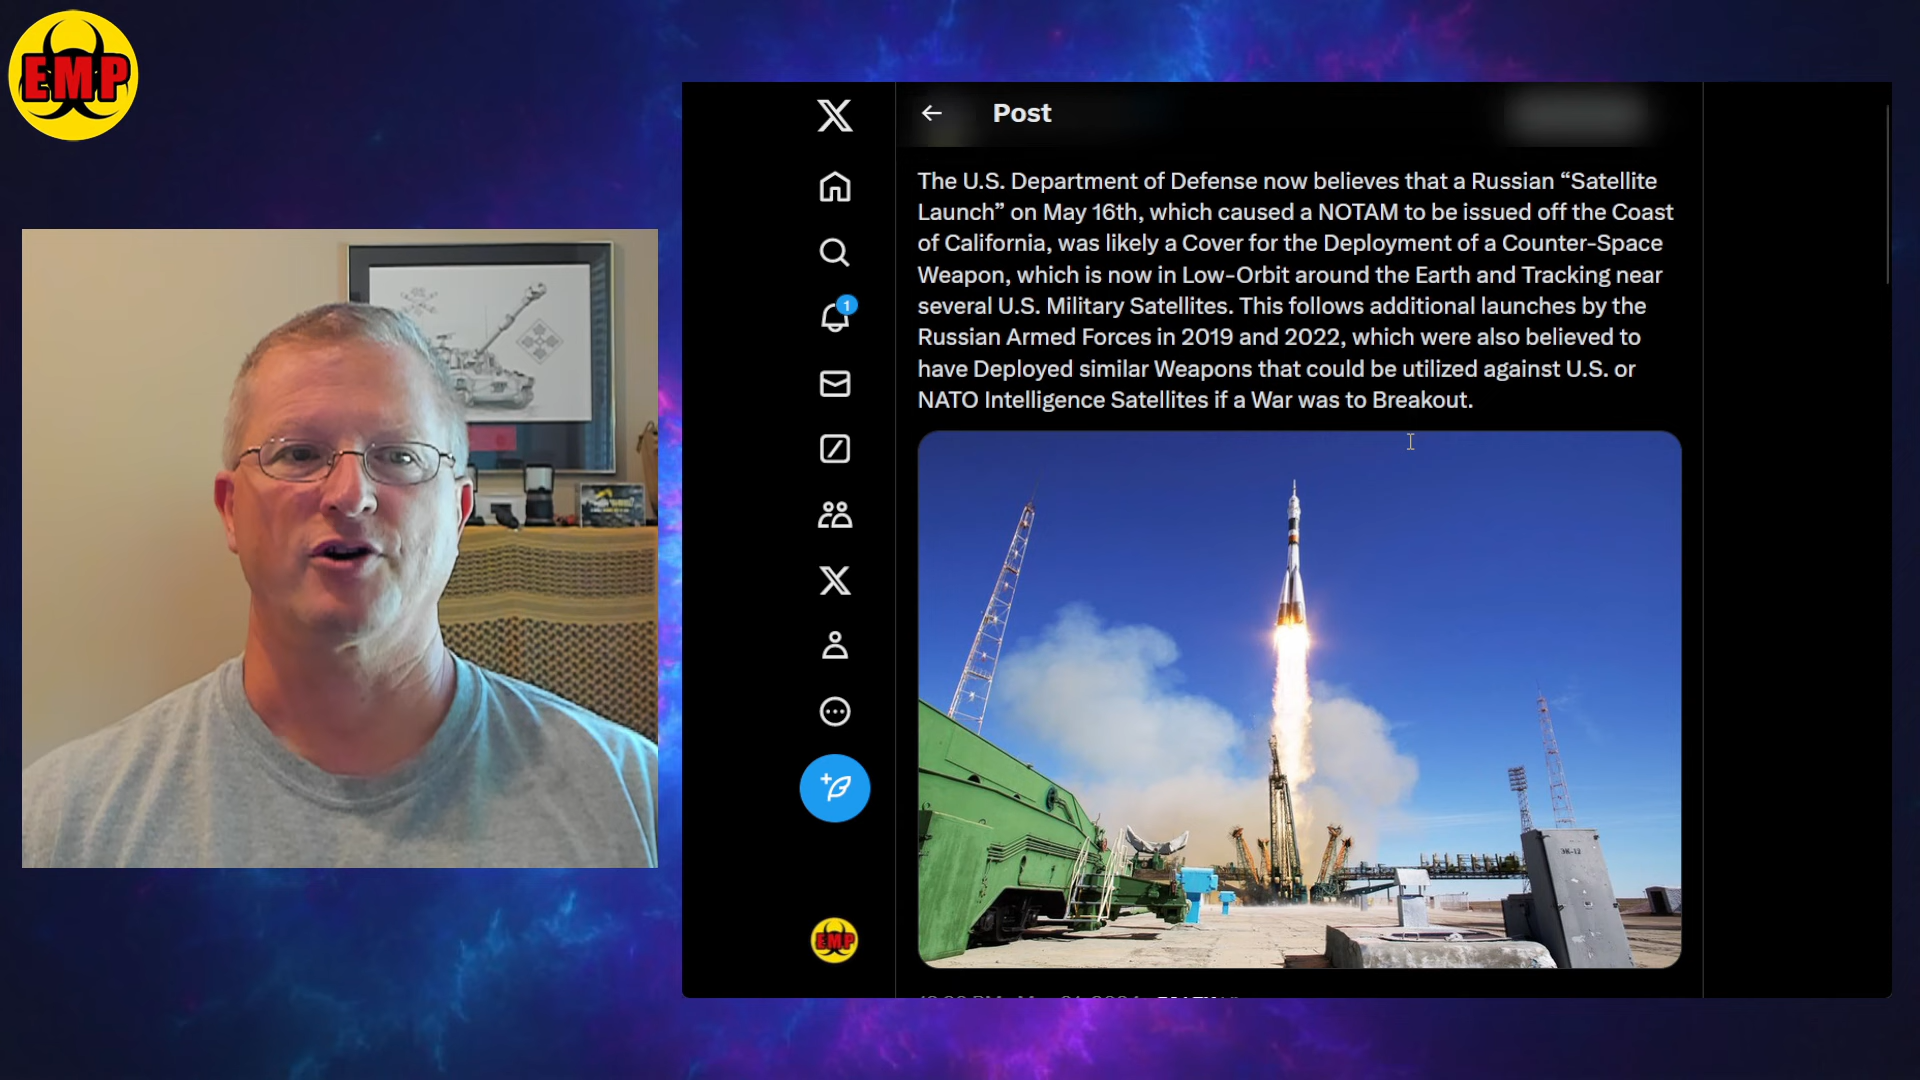 EMP
Post
The U.S. Department of Defense now believes that a Russian “Satellite
Launch” on May 16th, which caused a NOTAM to be issued off the Coast
of California, was likely a Cover for the Deployment of a Counter-Space
Weapon, which is now in Low-Orbit around the Earth and Tracking near
several U.S. Military Satellites. This follows additional launches by the
Russian Armed Forces in 2019 and 2022, which were also believed to
have Deployed similar Weapons that could be utilized against U.S. or
NATO Intelligence Satellites if a War was to Breakout.
1
EMP